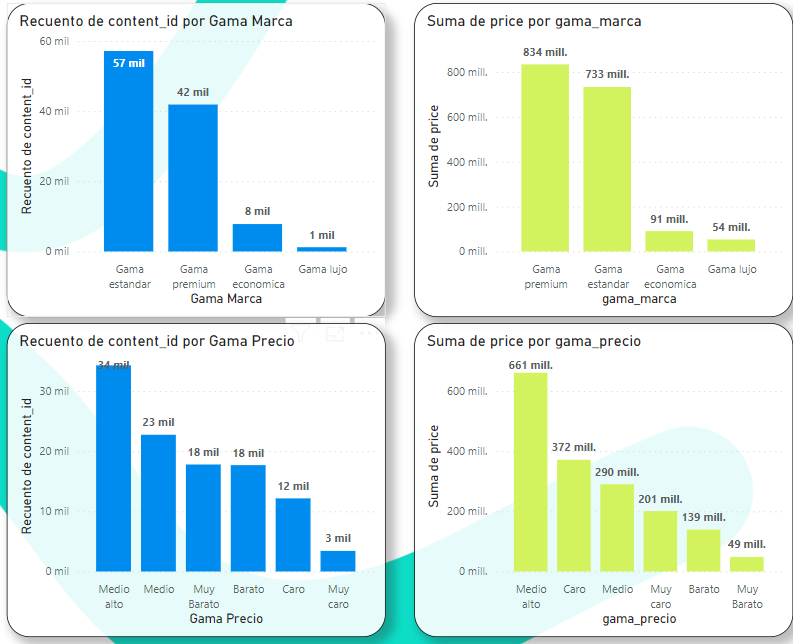 Recuento de content_id por Gama Marca
Recuento de content_id
60 mil
40 mil
20 mil
0 mil
57 mil
42 mil
8 mil
1 mil
Gama
estandar
Gama
premium
Gama
economica
Gama lujo
Gama Marca
Suma de price por gama_marca
Suma de price
800 mill.
600 mill.
400 mill.
200 mill.
0 mill.
834 mill.
733 mill.
91 mill.
54 mill.
Gama
premium
Gama
estandar
Gama
economica
Gama lujo
gama_marca
Recuento de content_id por Gama Precio
Recuento de content_id
30 mil
20 mil
10 mil
0 mil
34 mil
23 mil
18 mil
18 mil
12 mil
3 mil
Medio
alto
Medio
Muy
Barato
Barato
Caro
Muy
caro
Gama Precio
Suma de price por gama_precio
Suma de price
600 mill.
400 mill.
200 mill.
0 mill.
661 mill.
372 mill.
290 mill.
201 mill.
139 mill.
49 mill.
Medio
alto
Caro
Medio
Muy
caro
Barato
Muy
Barato
gama_precio